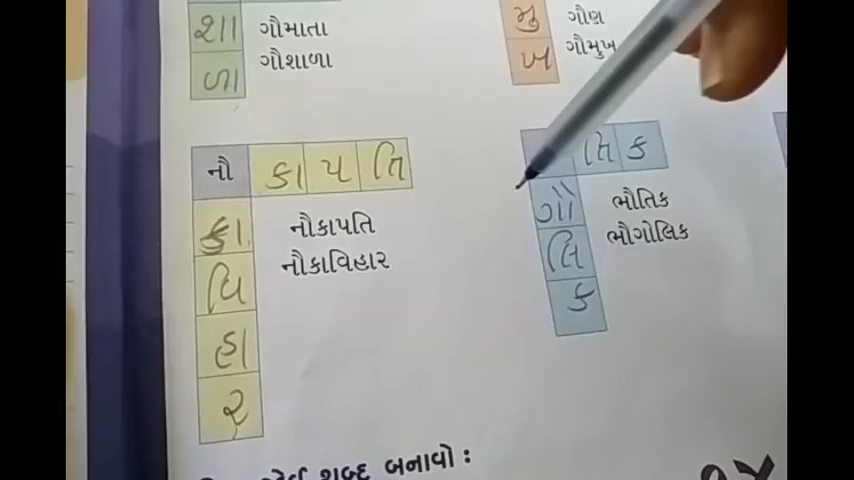 શા ગૌમાતા
ળા ગૌશાળા
મુ ગૌણ
ખ ગૌમુખ
નૌ કા પ તિ
કા
વિ
હા
ર
નૌકાપતિ
નૌકાવિહાર
તિ ક
ગૌ
લિ
ક
ભૌતિક
ભૌગોલિક
શબ્દ બનાવો :